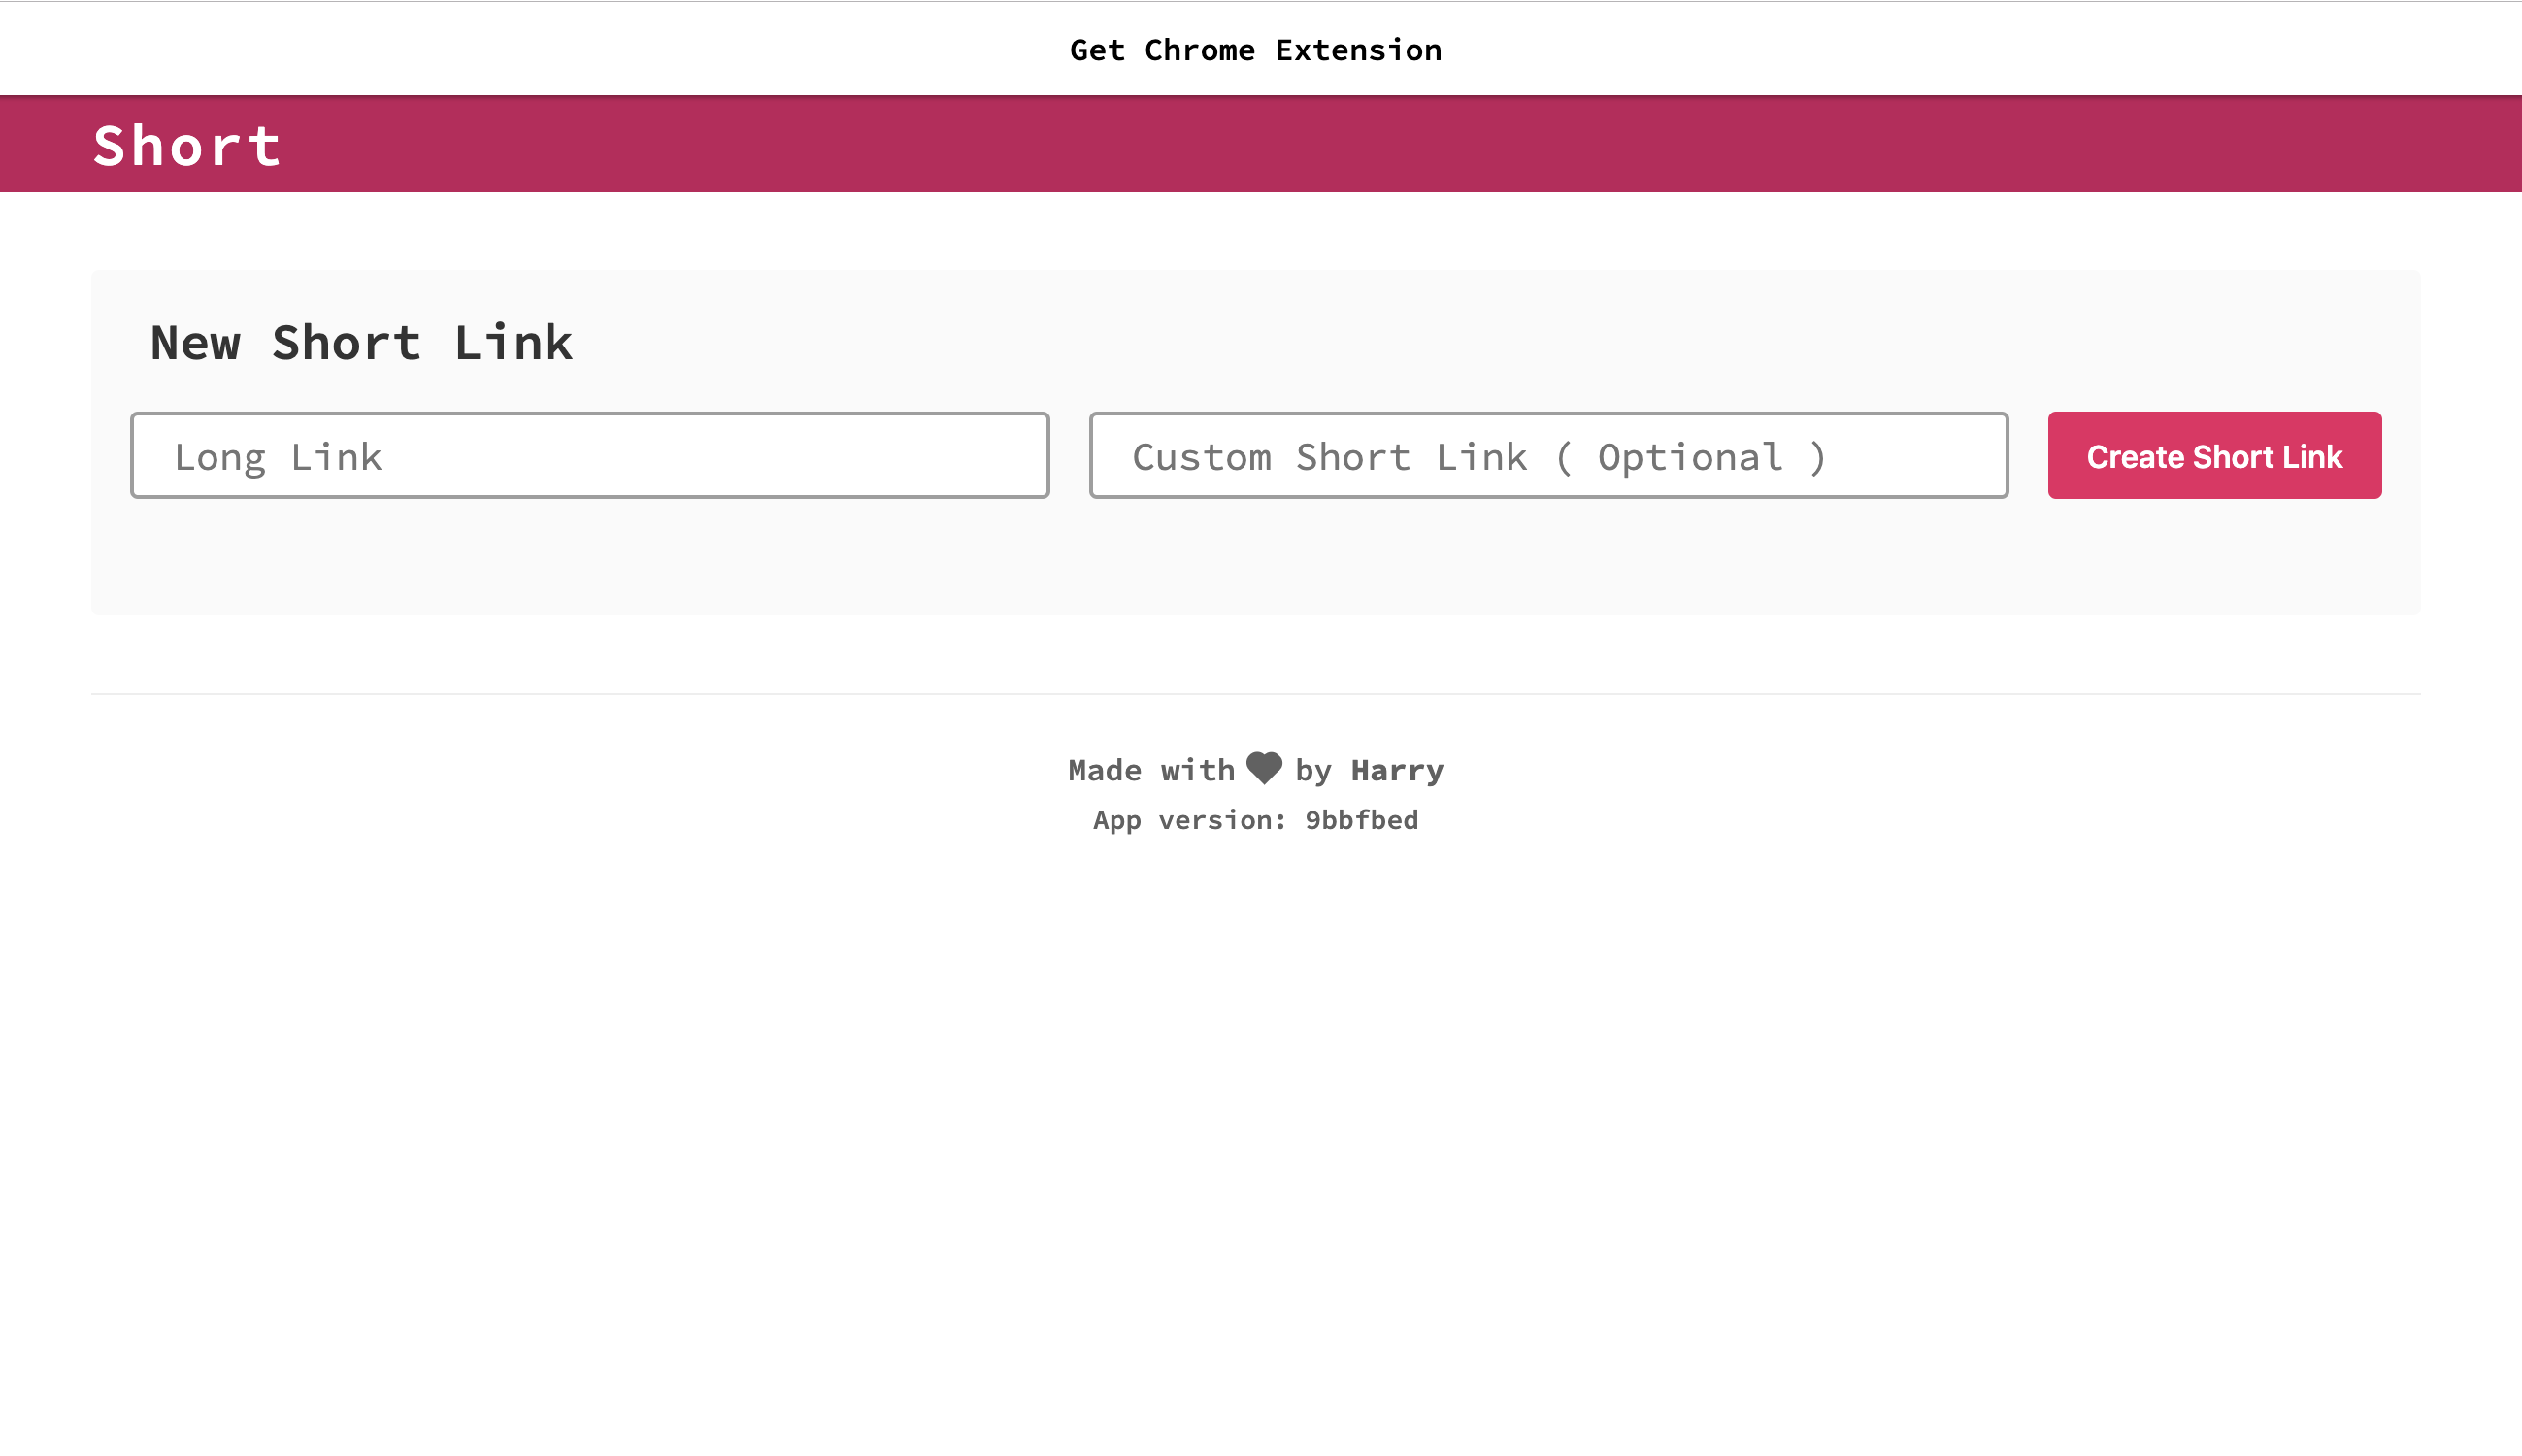 Get Chrome Extension
Short
New Short Link
Long Link
Custom Short Link ( Optional )
Create Short Link
Made with by Harry
App version: 9bbfbed